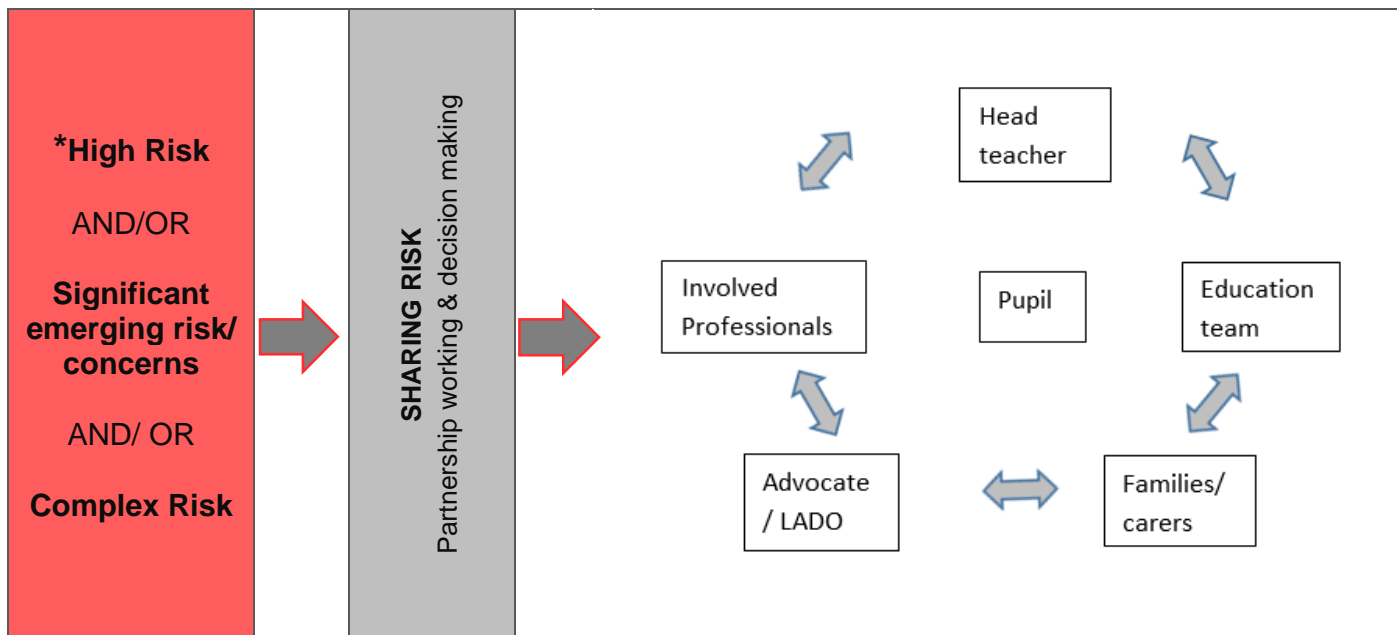 *High Risk
AND/OR
Significant
emerging risk/
concerns
AND/ OR
Complex Risk
SHARING RISK
Partnership working & decision making
Head
teacher
Involved
Professionals
Pupil
Education
team
Advocate
/ LADO
Families/
carers